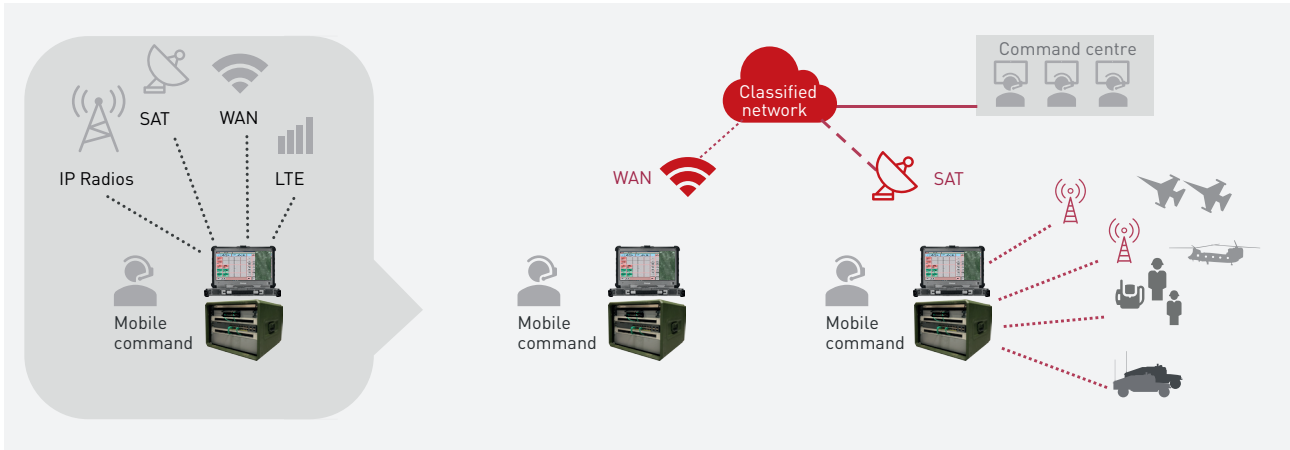 SAT
WAN
IP Radios
LTE
Mobile
command
Classified
network
Command centre
WAN
SAT
Mobile
command
Mobile
command